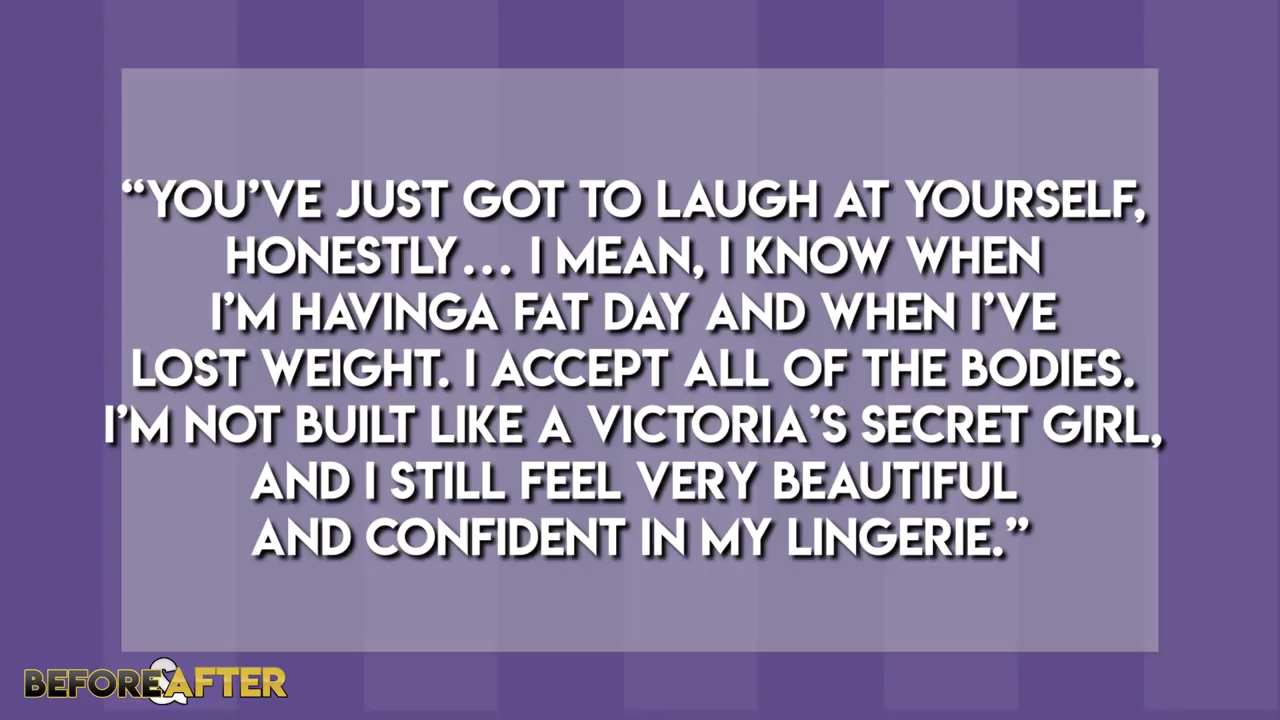 “YOU’VE JUST GOT TO LAUGH AT YOURSELF,
HONESTLY... I MEAN, I KNOW WHEN
I’M HAVINGA FAT DAY AND WHEN I’VE
LOST WEIGHT. I ACCEPT ALL OF THE BODIES.
I’M NOT BUILT LIKE A VICTORIA’S SECRET GIRL,
AND I STILL FEEL VERY BEAUTIFUL
AND CONFIDENT IN MY LINGERIE.”
BEFORE & AFTER